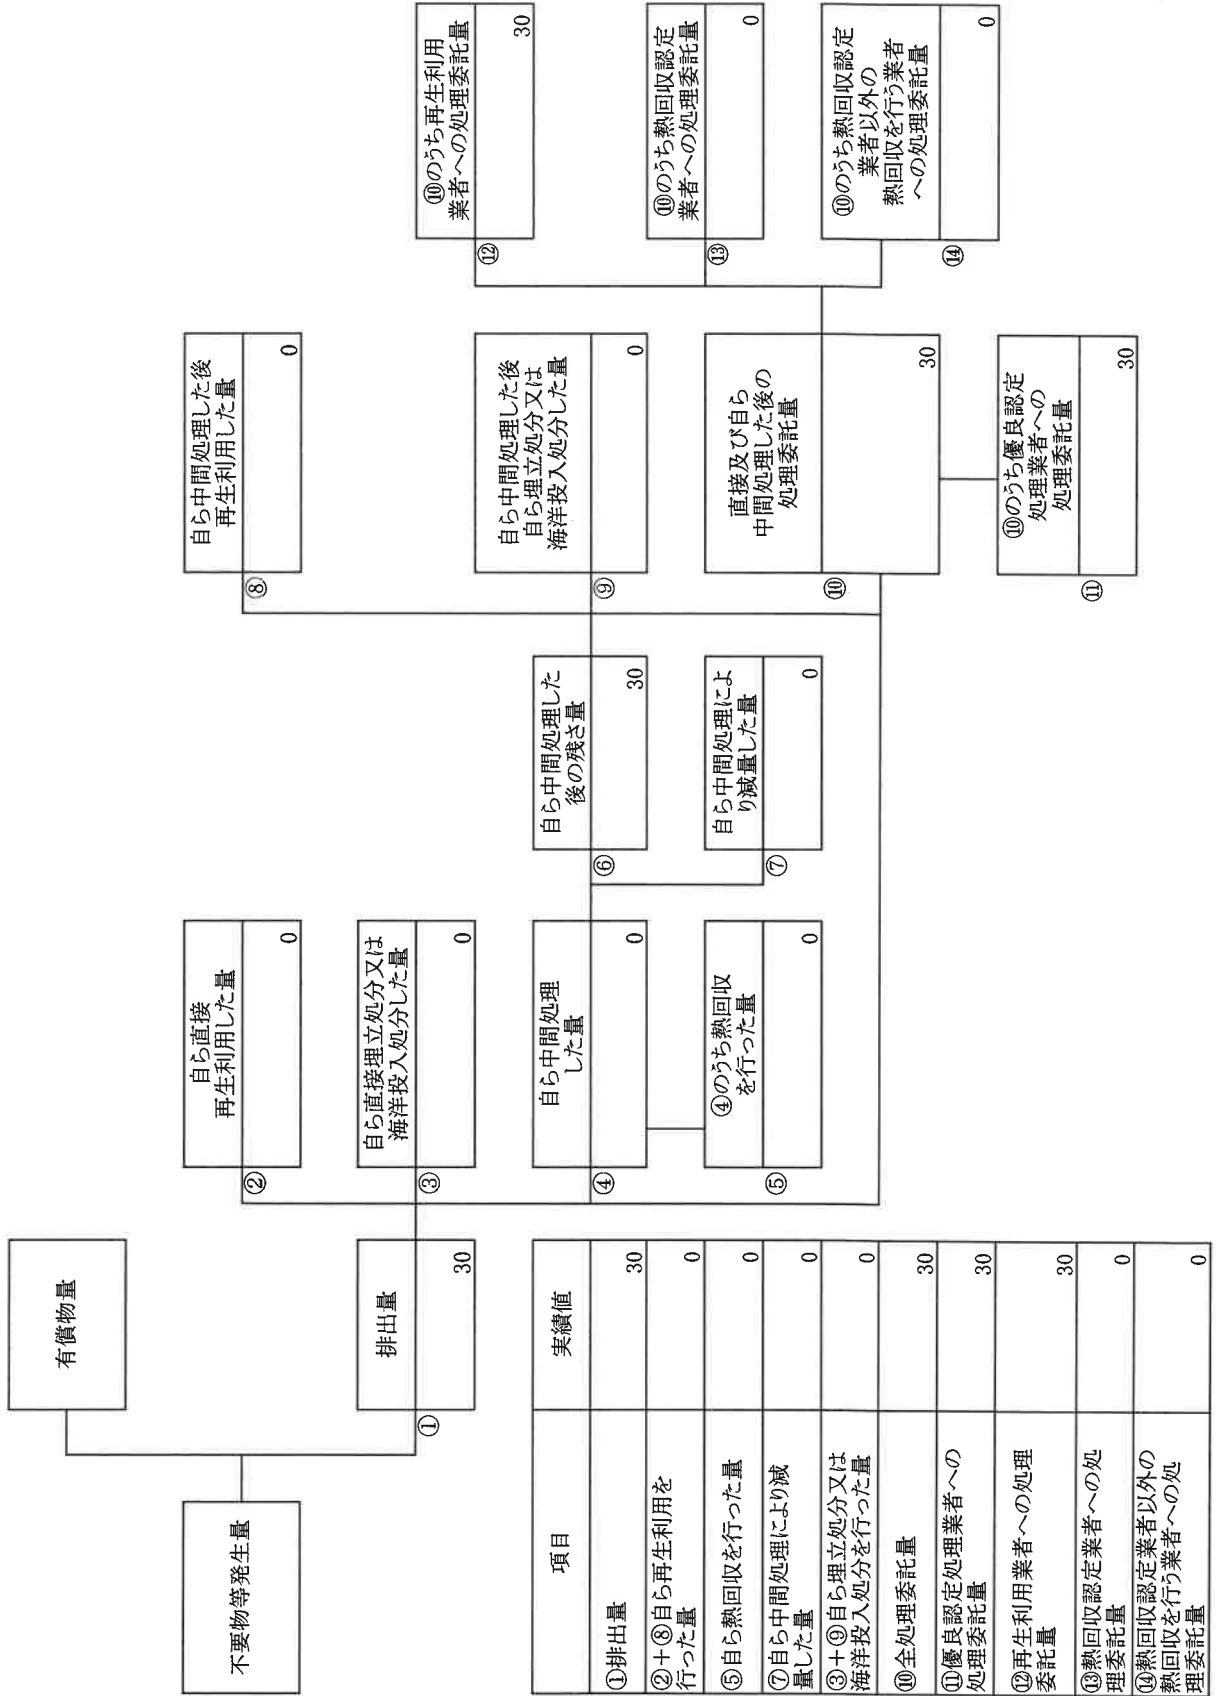 不要物等発生量
有償物量
①
排出量
30
②
自ら直接
再生利用した量
0
③
自ら直接埋立処分又は
海洋投入処分した量
0
④
自ら中間処理
した量
0
⑤
④のうち熱回収
を行った量
0
⑥
自ら中間処理した
後の残さ量
30
⑦
自ら中間処理によ
り減量した量
0
⑧
自ら中間処理した後
再生利用した量
0
⑨
自ら中間処理した後
自ら埋立処分又は
海洋投入処分した量
0
⑩
直接及び自ら
中間処理した後の
処理委託量
30
⑪
⑩のうち優良認定
処理業者への
処理委託量
30
⑫
⑩のうち再生利用
業者への処理委託量
30
⑬
⑩のうち熱回収認定
業者への処理委託量
0
⑭
⑩のうち熱回収認定
業者以外の
熱回収を行う業者
への処理委託量
0
項目 実績値
①排出量 30
②+⑧自ら再生利用を
行った量 0
⑤自ら熱回収を行った量 0
⑦自ら中間処理により減
量した量 0
③+⑨自ら埋立処分又は
海洋投入処分を行った量 0
⑩全処理委託量 30
⑪優良認定処理業者への
処理委託量 30
⑫再生利用業者への処理
委託量 30
⑬熱回収認定業者への処
理委託量 0
⑭熱回収認定業者以外の
熱回収を行う業者への処
理委託量 0